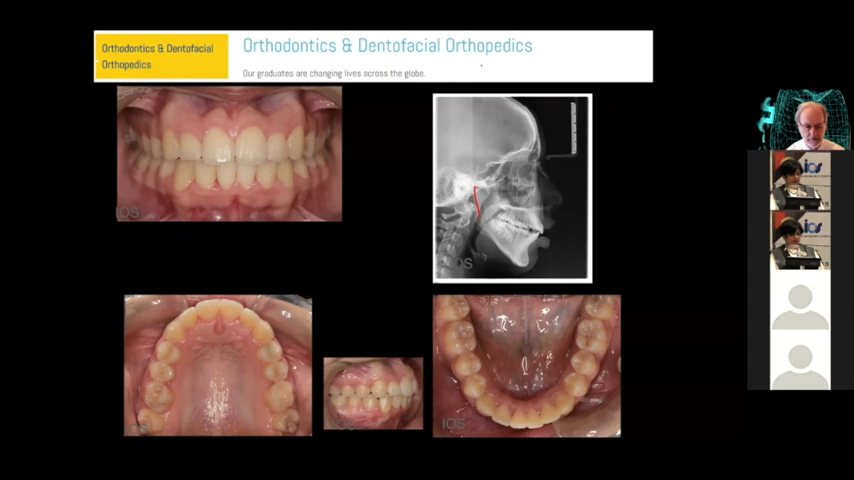 Orthodontics & Dentofacial
Orthopedics
Orthodontics & Dentofacial Orthopedics
Our graduates are changing lives across the globe.
IOS
IOS
IOS
ios
ios